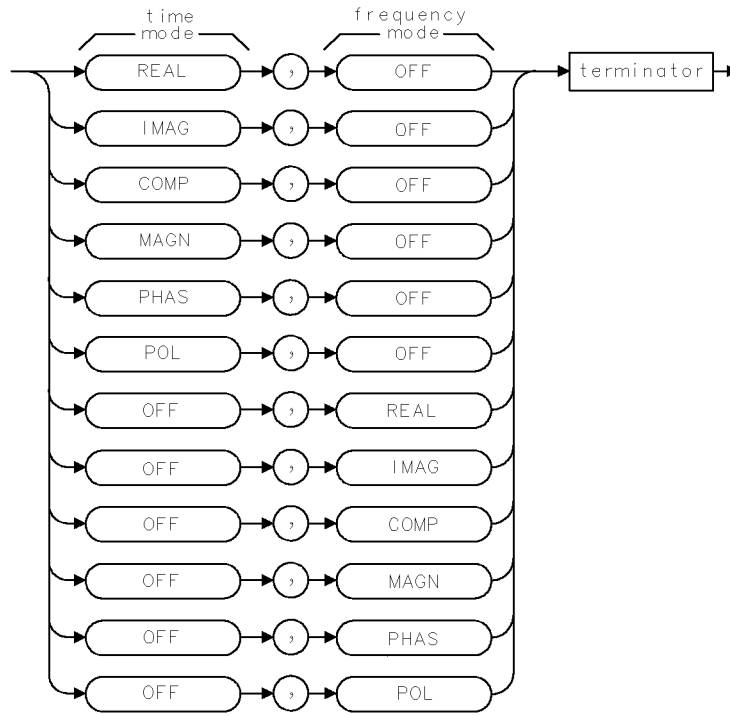 time mode frequency mode
REAL , OFF terminator
IMAG , OFF
COMP , OFF
MAGN , OFF
PHAS , OFF
POL , OFF
OFF , REAL
OFF , IMAG
OFF , COMP
OFF , MAGN
OFF , PHAS
OFF , POL